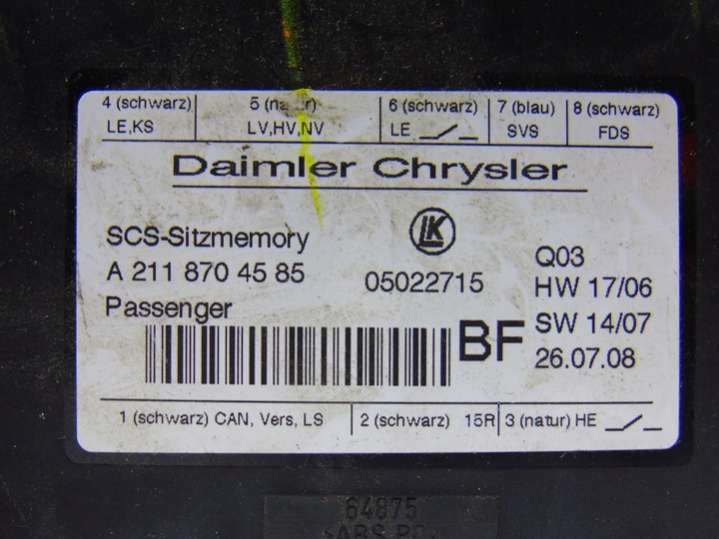 4 (schwarz) 5 (natur) 6 (schwarz) 7 (blau) 8 (schwarz)
LE,KS LV,HV,NV LE SVS FDS
Daimler Chrysler
SCS-Sitzmemory LK Q03
A 211 870 45 85 05022715 HW 17/06
Passenger BF SW 14/07
26.07.08
1 (schwarz) CAN, Vers, LS 2 (schwarz) 15R 3 (natur) HE
64875